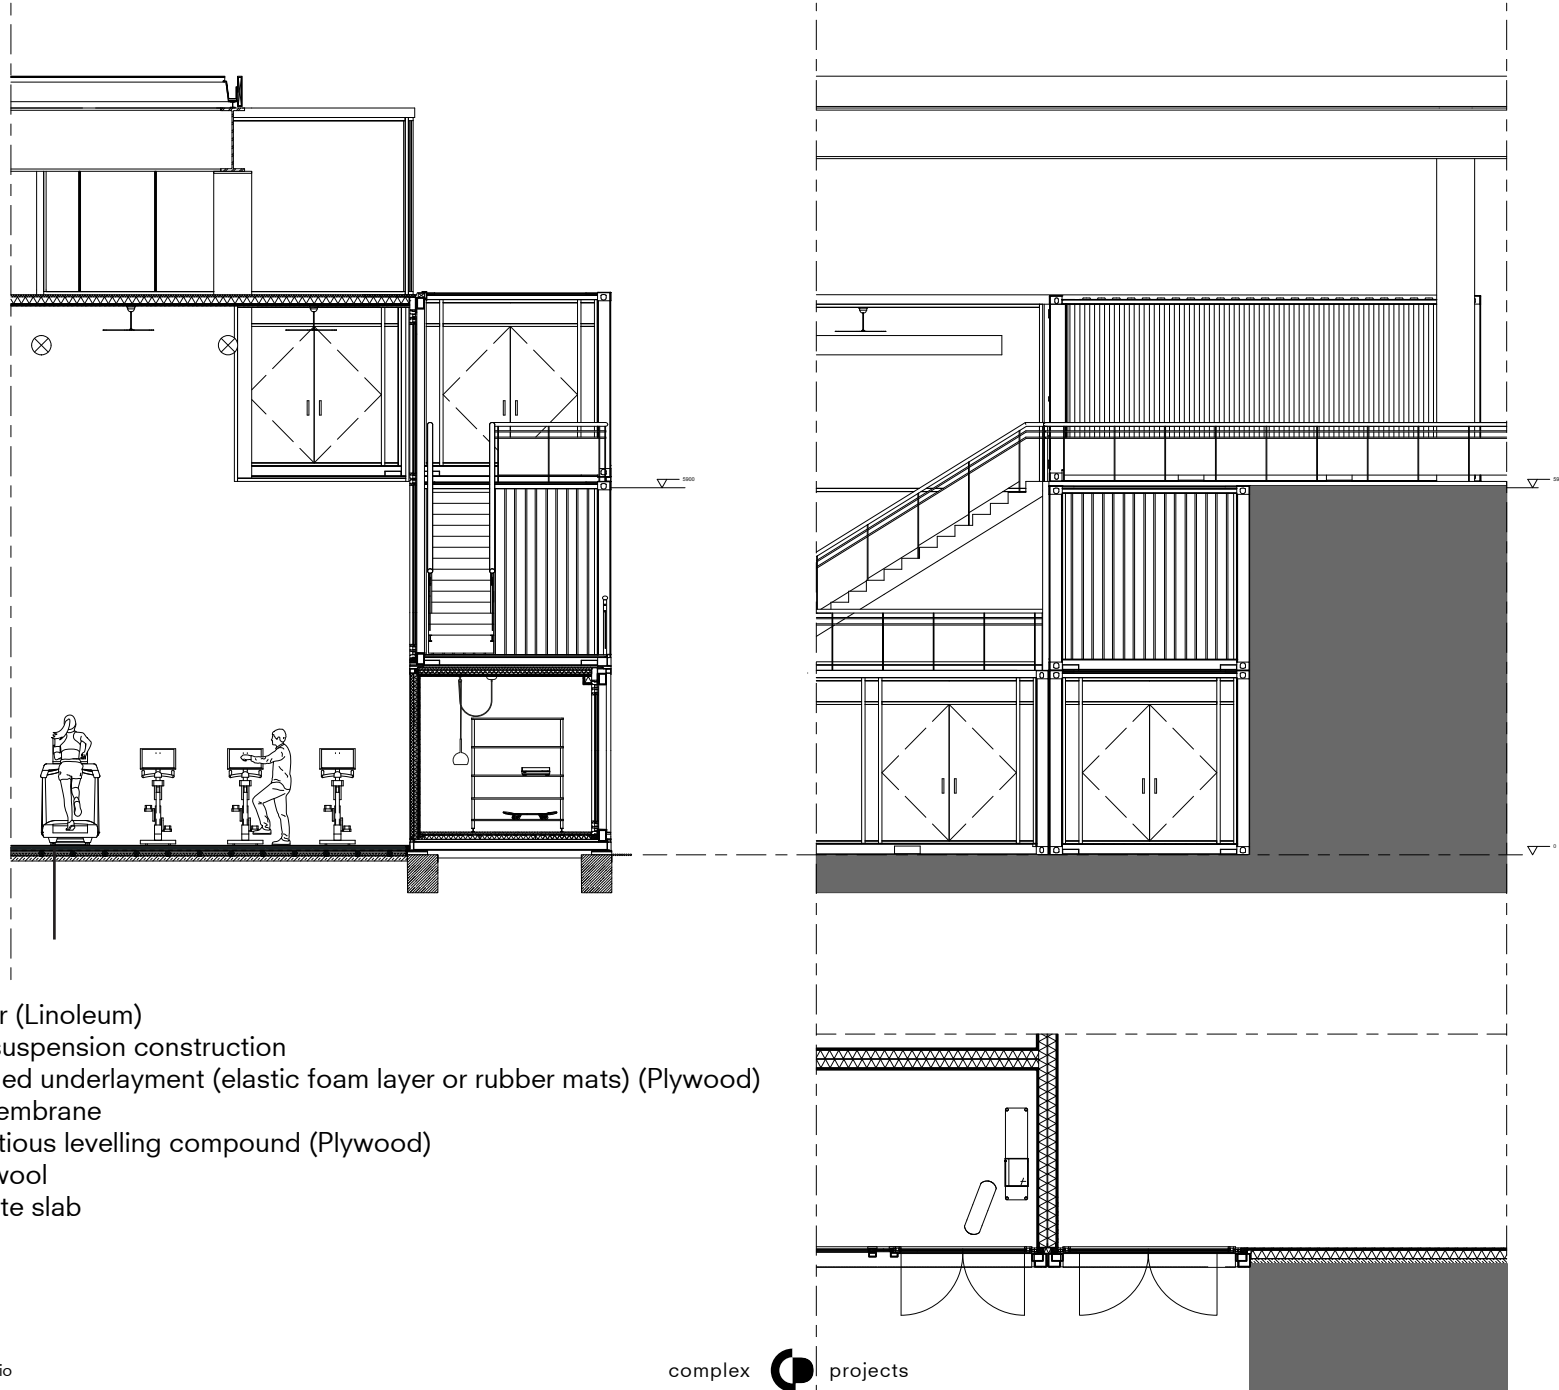 5900
59
0
r (Linoleum)
suspension construction
ed underlayment (elastic foam layer or rubber mats) (Plywood)
embrane
tious levelling compound (Plywood)
wool
te slab
io
complex projects